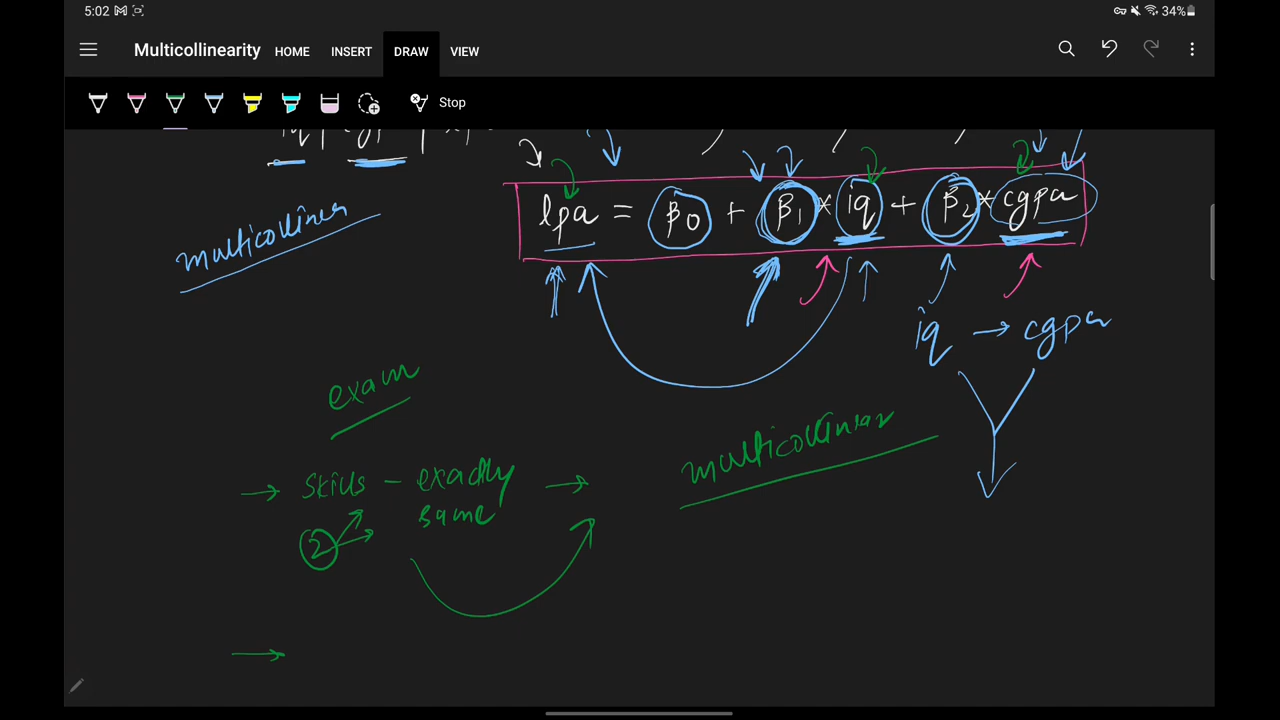 5:02
34%
Multicollinearity HOME INSERT DRAW VIEW
Stop
lpa = β0 + β1 * iq + β2 * cgpa
multicollinear
iq → cgpa
exam
multicollinear
→ Skills - exactly →
same
2
→